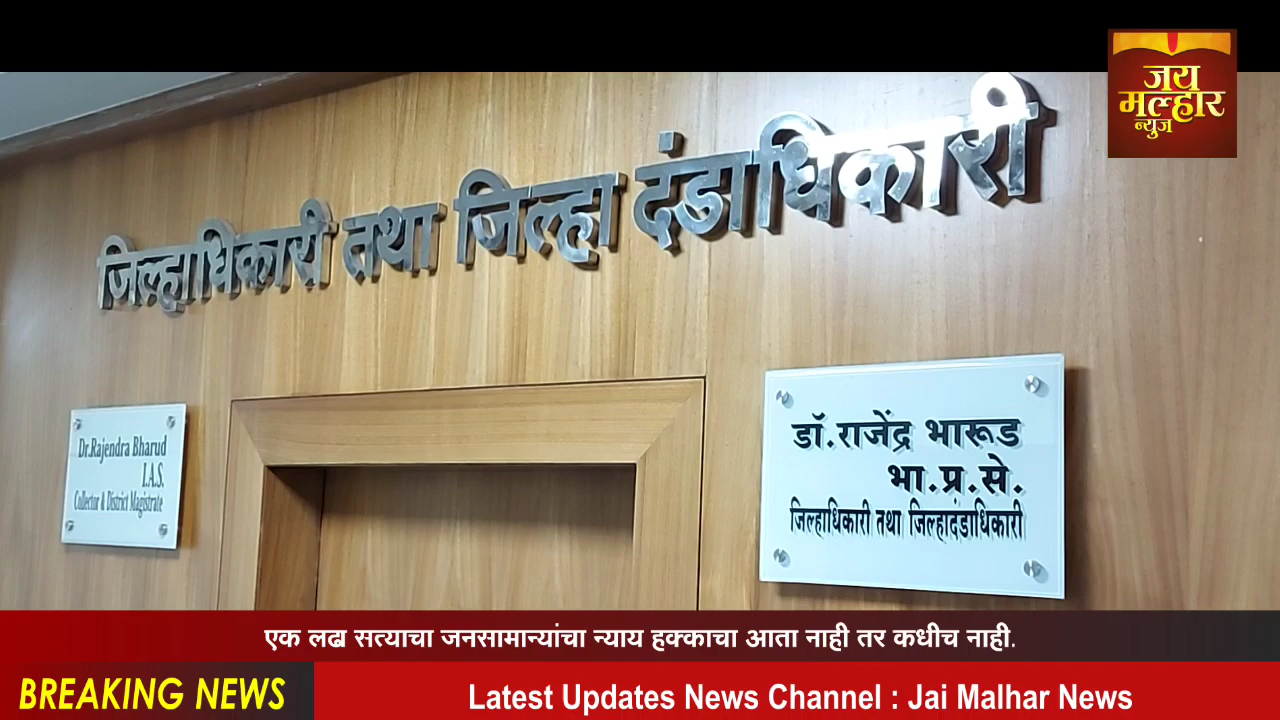 जय
मल्हार
न्युज
जिल्हाधिकारी तथा जिल्हा दंडाधिकारी
Dr.Rajendra Bharud
I.A.S.
Collector & District Magistrate
डॉ.राजेंद्र भारूड
भा.प्र.से.
जिल्हाधिकारी तथा जिल्हादंडाधिकारी
एक लढा सत्याचा जनसामान्यांचा न्याय हक्काचा आता नाही तर कधीच नाही.
BREAKING NEWS
Latest Updates News Channel : Jai Malhar News